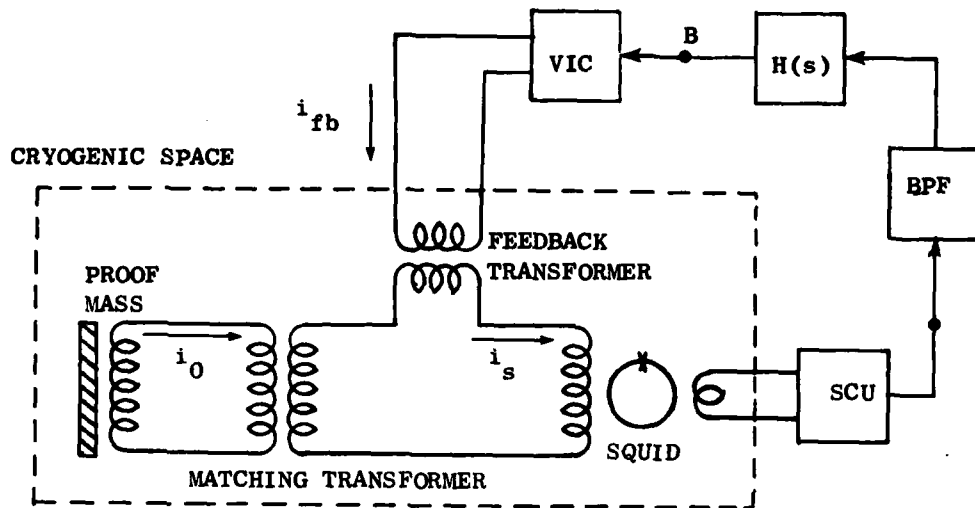 B
VIC
H(s)
i_fb
CRYOGENIC SPACE
BPF
FEEDBACK
TRANSFORMER
PROOF
MASS
i_0
i_s
SCU
SQUID
MATCHING TRANSFORMER